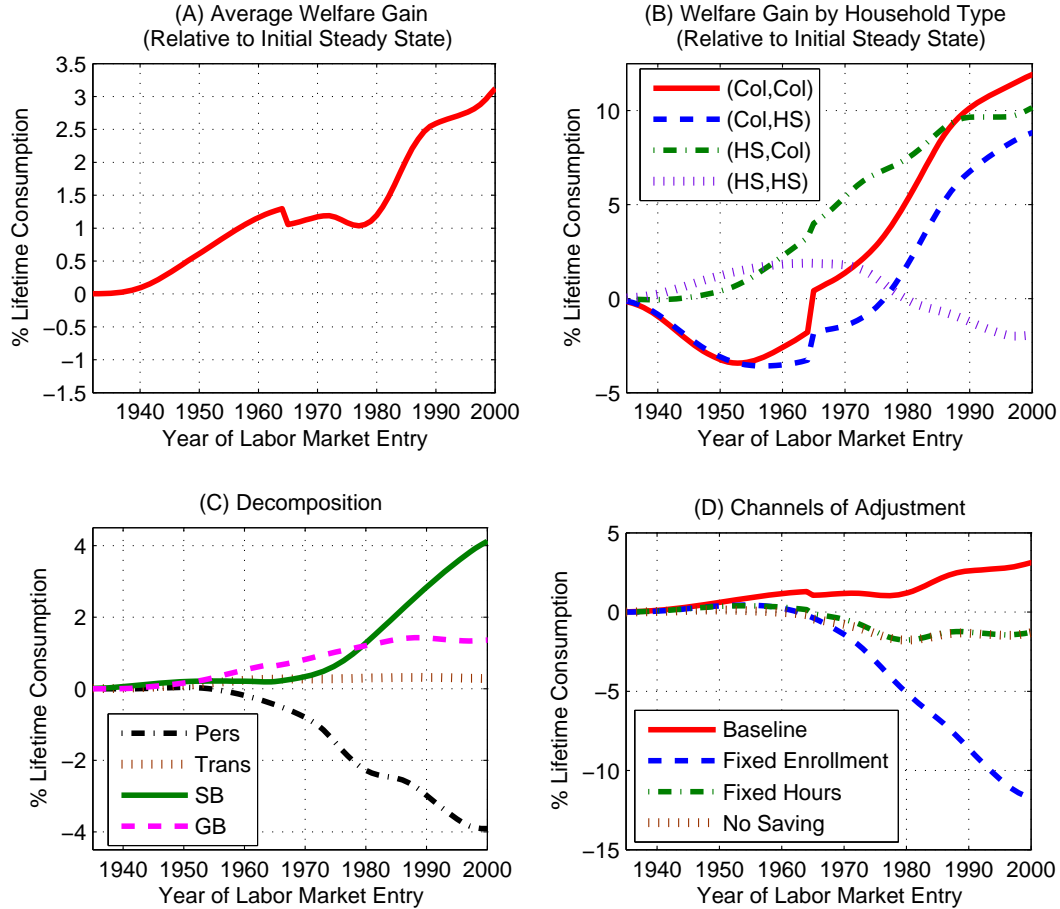 (A) Average Welfare Gain
(Relative to Initial Steady State)
% Lifetime Consumption
3.5
3
2.5
2
1.5
1
0.5
0
−0.5
−1
−1.5
1940 1950 1960 1970 1980 1990 2000
Year of Labor Market Entry
(B) Welfare Gain by Household Type
(Relative to Initial Steady State)
% Lifetime Consumption
10
5
0
−5
(Col,Col)
(Col,HS)
(HS,Col)
(HS,HS)
1940 1950 1960 1970 1980 1990 2000
Year of Labor Market Entry
(C) Decomposition
% Lifetime Consumption
4
2
0
−2
−4
Pers
Trans
SB
GB
1940 1950 1960 1970 1980 1990 2000
Year of Labor Market Entry
(D) Channels of Adjustment
% Lifetime Consumption
5
0
−5
−10
−15
Baseline
Fixed Enrollment
Fixed Hours
No Saving
1940 1950 1960 1970 1980 1990 2000
Year of Labor Market Entry